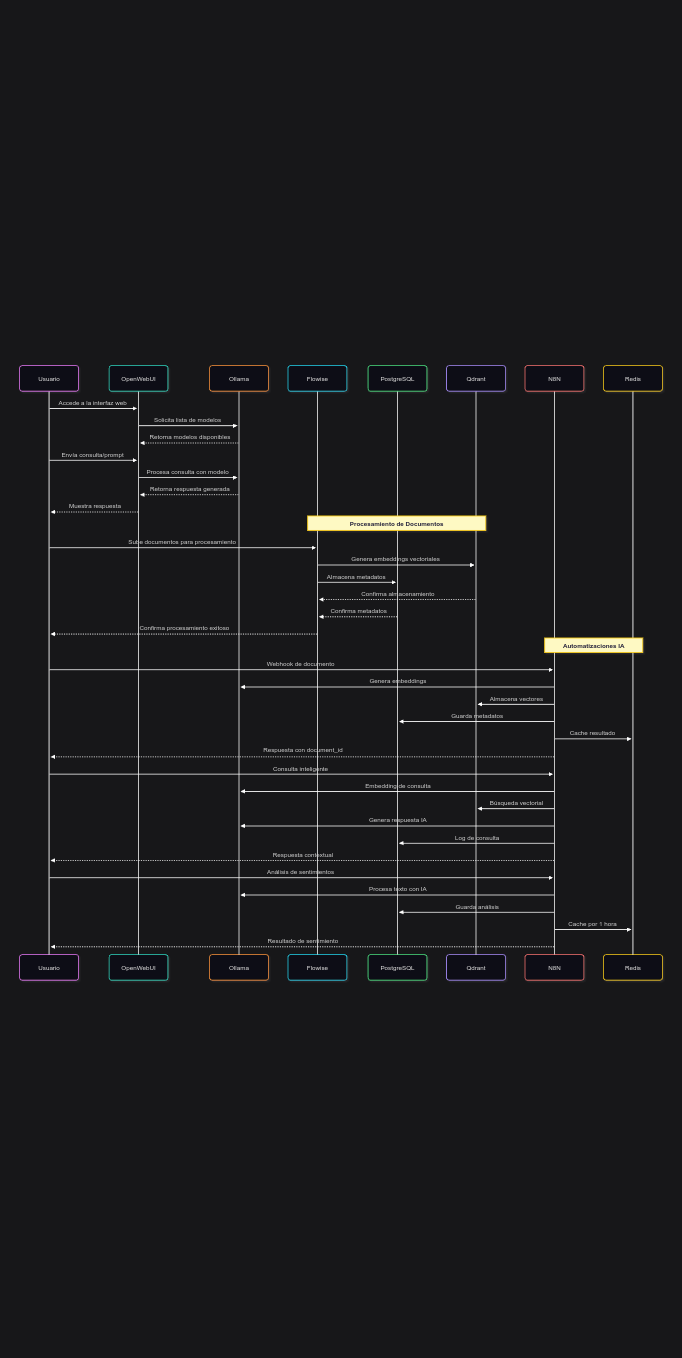 Usuario
OpenWebUI
Ollama
Flowise
PostgreSQL
Qdrant
N8N
Redis
Accede a la interfaz web
Solicita lista de modelos
Retorna modelos disponibles
Envía consulta/prompt
Procesa consulta con modelo
Retorna respuesta generada
Muestra respuesta
Procesamiento de Documentos
Sube documentos para procesamiento
Genera embeddings vectoriales
Almacena metadatos
Confirma almacenamiento
Confirma metadatos
Confirma procesamiento exitoso
Automatizaciones IA
Webhook de documento
Genera embeddings
Almacena vectores
Guarda metadatos
Cache resultado
Respuesta con document_id
Consulta inteligente
Embedding de consulta
Búsqueda vectorial
Genera respuesta IA
Log de consulta
Respuesta contextual
Análisis de sentimientos
Procesa texto con IA
Guarda análisis
Cache por 1 hora
Resultado de sentimiento
Usuario
OpenWebUI
Ollama
Flowise
PostgreSQL
Qdrant
N8N
Redis